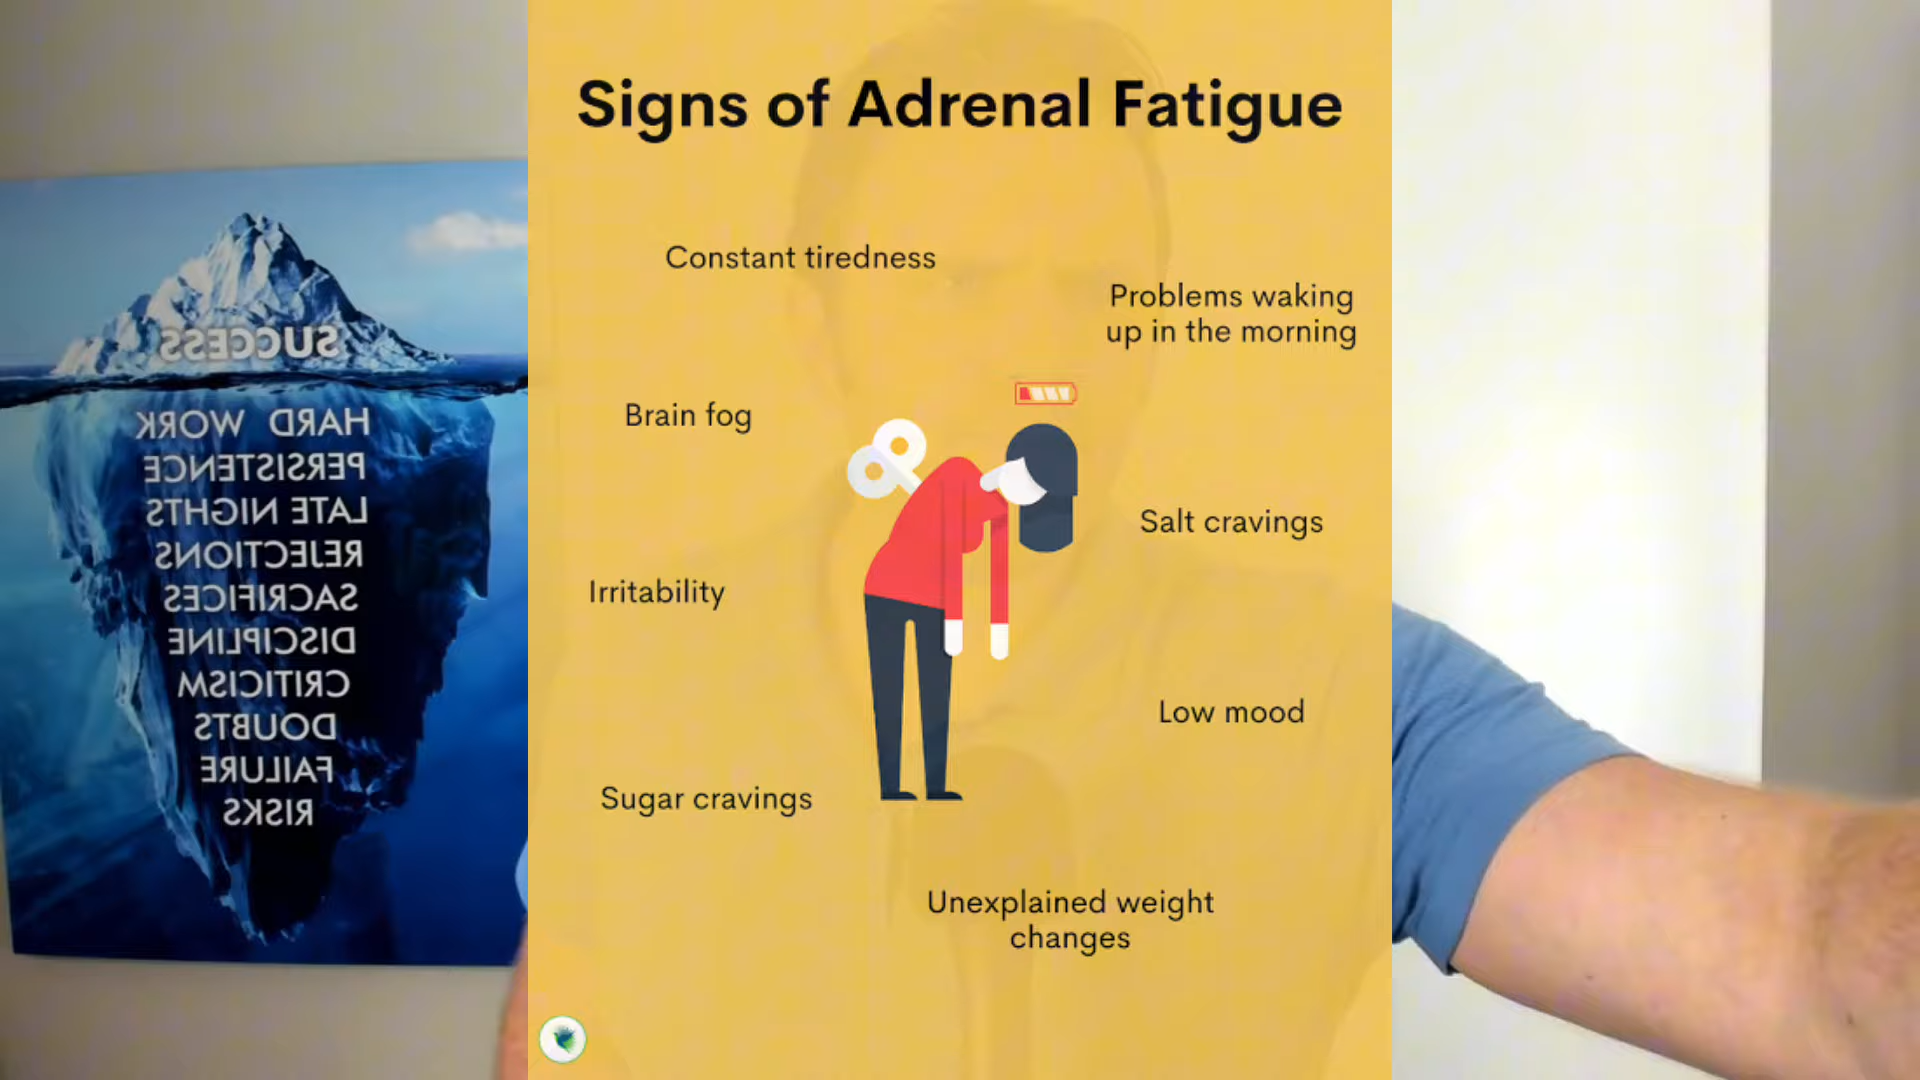 Signs of Adrenal Fatigue
Constant tiredness
Problems waking
up in the morning
Brain fog
Salt cravings
Irritability
Low mood
Sugar cravings
Unexplained weight
changes
SUCCESS
HARD WORK
PERSISTENCE
LATE NIGHTS
REJECTIONS
SACRIFICES
DISCIPLINE
CRITICISM
DOUBTS
FAILURE
RISKS